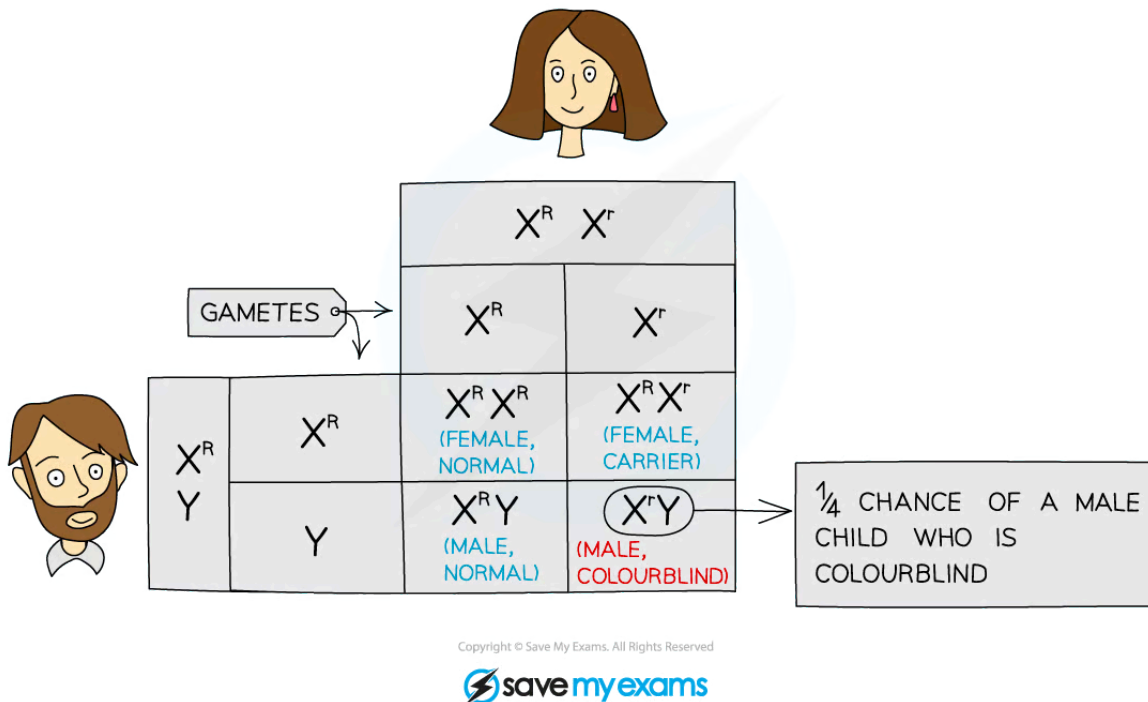 X^R X^r
GAMETES
X^R X^r
X^R
Y
X^R
X^R X^R
(FEMALE,
NORMAL)
X^R X^r
(FEMALE,
CARRIER)
Y
X^R Y
(MALE,
NORMAL)
X^r Y
(MALE,
COLOURBLIND)
1/4 CHANCE OF A MALE
CHILD WHO IS
COLOURBLIND
Copyright © Save My Exams. All Rights Reserved
save my exams